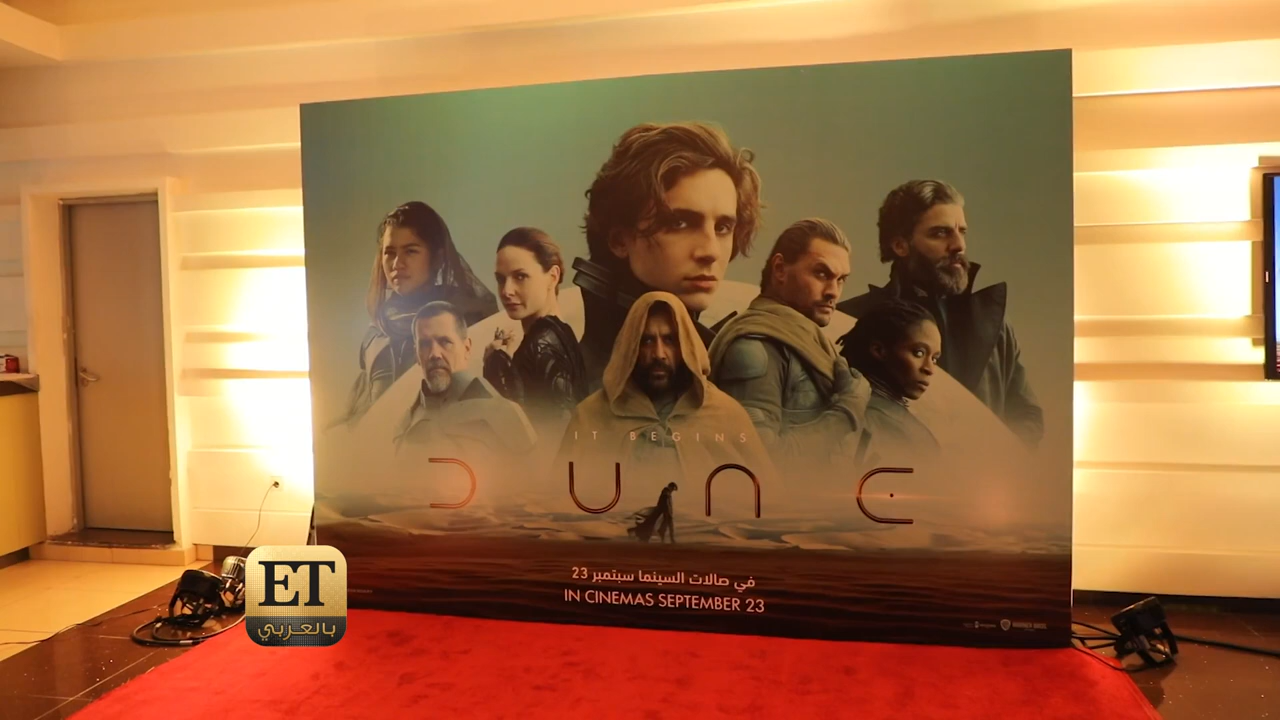 IT BEGINS
DUNE
في صالات السينما سبتمبر 23
IN CINEMAS SEPTEMBER 23
ET
بالعربي